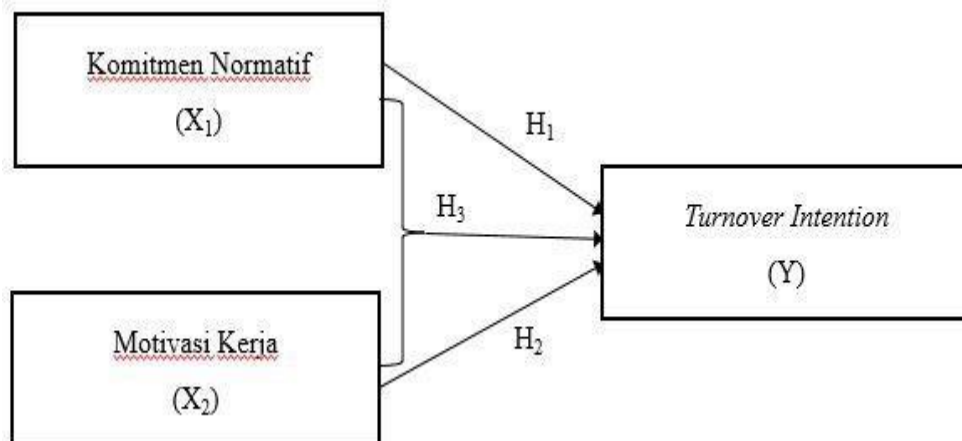 Komitmen Normatif
(X₁)
H₁
H₃
Turnover Intention
(Y)
Motivasi Kerja
(X₂)
H₂